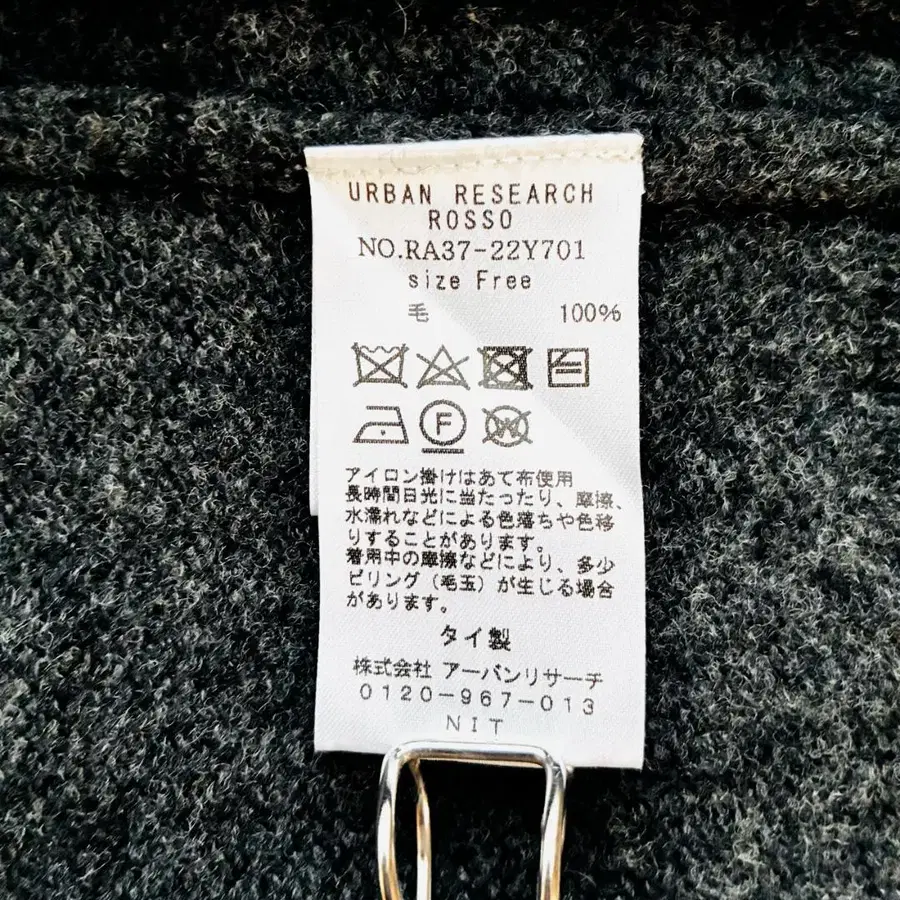 URBAN RESEARCH
ROSSO
NO.RA37-22Y701
size Free
毛 100%
F W
アイロン掛けはあて布使用
長時間日光に当たったり、摩擦、
水濡れなどによる色落ちや色移
りすることがあります。
着用中の摩擦などにより、多少
ピリング（毛玉）が生じる場合
があります。
タイ製
株式会社 アーバンリサーチ
0120-967-013
NIT